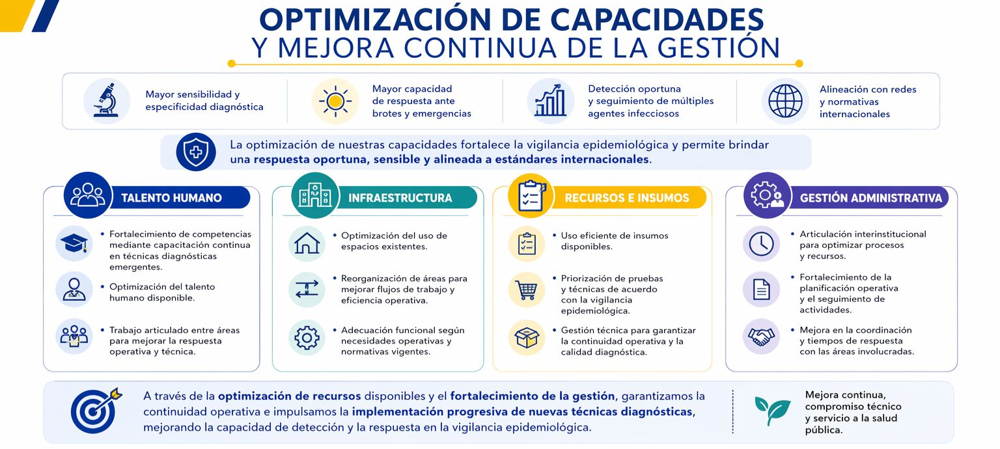 OPTIMIZACIÓN DE CAPACIDADES
Y MEJORA CONTINUA DE LA GESTIÓN
Mayor sensibilidad y
especificidad diagnóstica
Mayor capacidad
de respuesta ante
brotes y emergencias
Detección oportuna
y seguimiento de múltiples
agentes infecciosos
Alineación con redes
y normativas
internacionales
La optimización de nuestras capacidades fortalece la vigilancia epidemiológica y permite brindar
una respuesta oportuna, sensible y alineada a estándares internacionales.
TALENTO HUMANO
• Fortalecimiento de competencias
mediante capacitación continua
en técnicas diagnósticas
emergentes.
• Optimización del talento
humano disponible.
• Trabajo articulado entre áreas
para mejorar la respuesta
operativa y técnica.
INFRAESTRUCTURA
• Optimización del uso de
espacios existentes.
• Reorganización de áreas para
mejorar flujos de trabajo y
eficiencia operativa.
• Adecuación funcional según
necesidades operativas y
normativas vigentes.
RECURSOS E INSUMOS
• Uso eficiente de insumos
disponibles.
• Priorización de pruebas
y técnicas de acuerdo
con la vigilancia
epidemiológica.
• Gestión técnica para garantizar
la continuidad operativa y la
calidad diagnóstica.
GESTIÓN ADMINISTRATIVA
• Articulación interinstitucional
para optimizar procesos
y recursos.
• Fortalecimiento de la
planificación operativa
y el seguimiento de
actividades.
• Mejora en la coordinación
y tiempos de respuesta
con las áreas involucradas.
A través de la optimización de recursos disponibles y el fortalecimiento de la gestión, garantizamos la
continuidad operativa e impulsamos la implementación progresiva de nuevas técnicas diagnósticas,
mejorando la capacidad de detección y la respuesta en la vigilancia epidemiológica.
Mejora continua,
compromiso técnico
y servicio a la salud
pública.